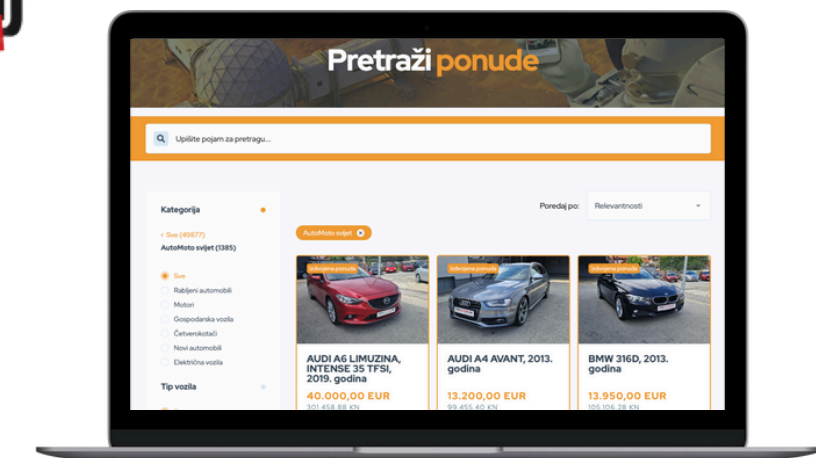 Pretraži ponude
Upišite pojam za pretragu...
Kategorija
Poredaj po:
Relevantnosti
‹ Sve (49877)
AutoMoto svijet (1385)
AutoMoto svijet
Sve
Rabljeni automobili
Motori
Gospodarska vozila
Četverokotači
Novi automobili
Električna vozila
Tip vozila
Izdvojena ponuda
AUDI A6 LIMUZINA,
INTENSE 35 TFSI,
2019. godina
40.000,00 EUR
301.458,88 KN
Izdvojena ponuda
AUDI A4 AVANT, 2013.
godina
13.200,00 EUR
99.455,40 KN
Izdvojena ponuda
BMW 316D, 2013.
godina
13.950,00 EUR
105.106,28 KN